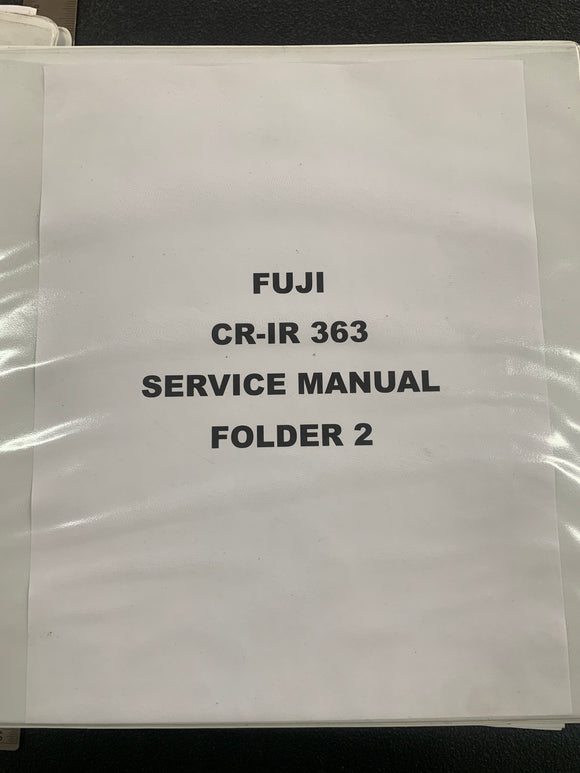 FUJI
CR-IR 363
SERVICE MANUAL
FOLDER 2